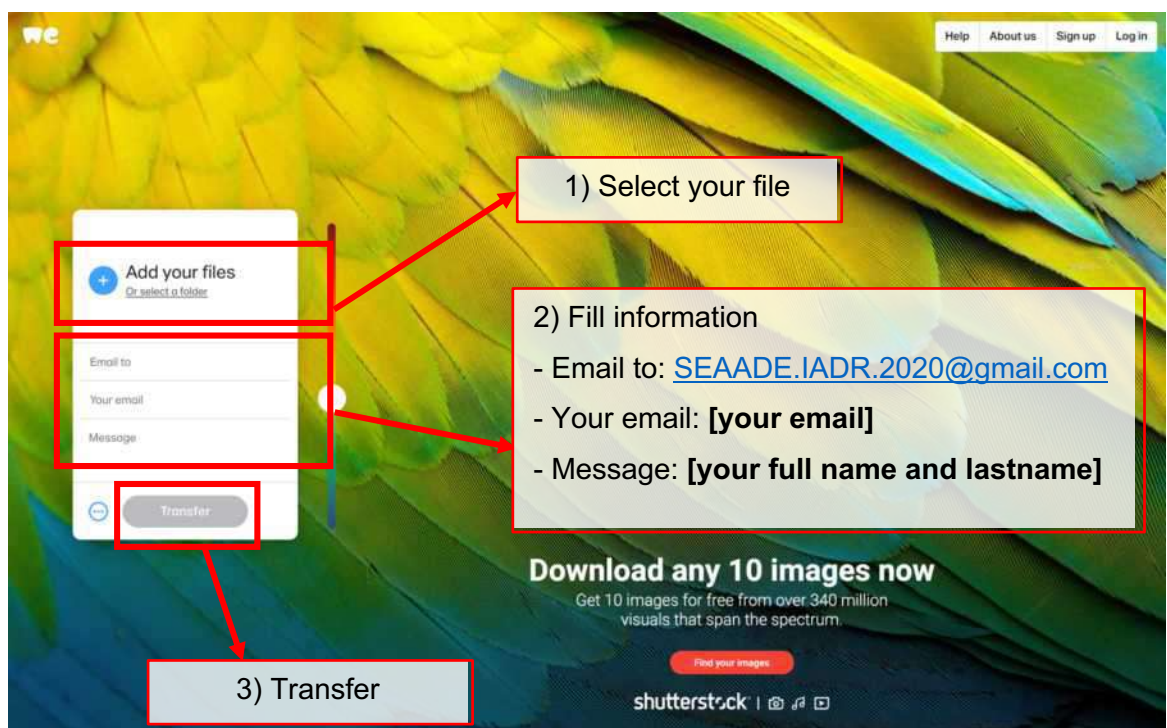 we
Help About us Sign up Log in
1) Select your file
Add your files
Or select a folder
2) Fill information
- Email to: SEAADE.IADR.2020@gmail.com
- Your email: [your email]
- Message: [your full name and lastname]
Email to
Your email
Message
Transfer
Download any 10 images now
Get 10 images for free from over 340 million
visuals that span the spectrum.
Find your images
shutterstock
3) Transfer